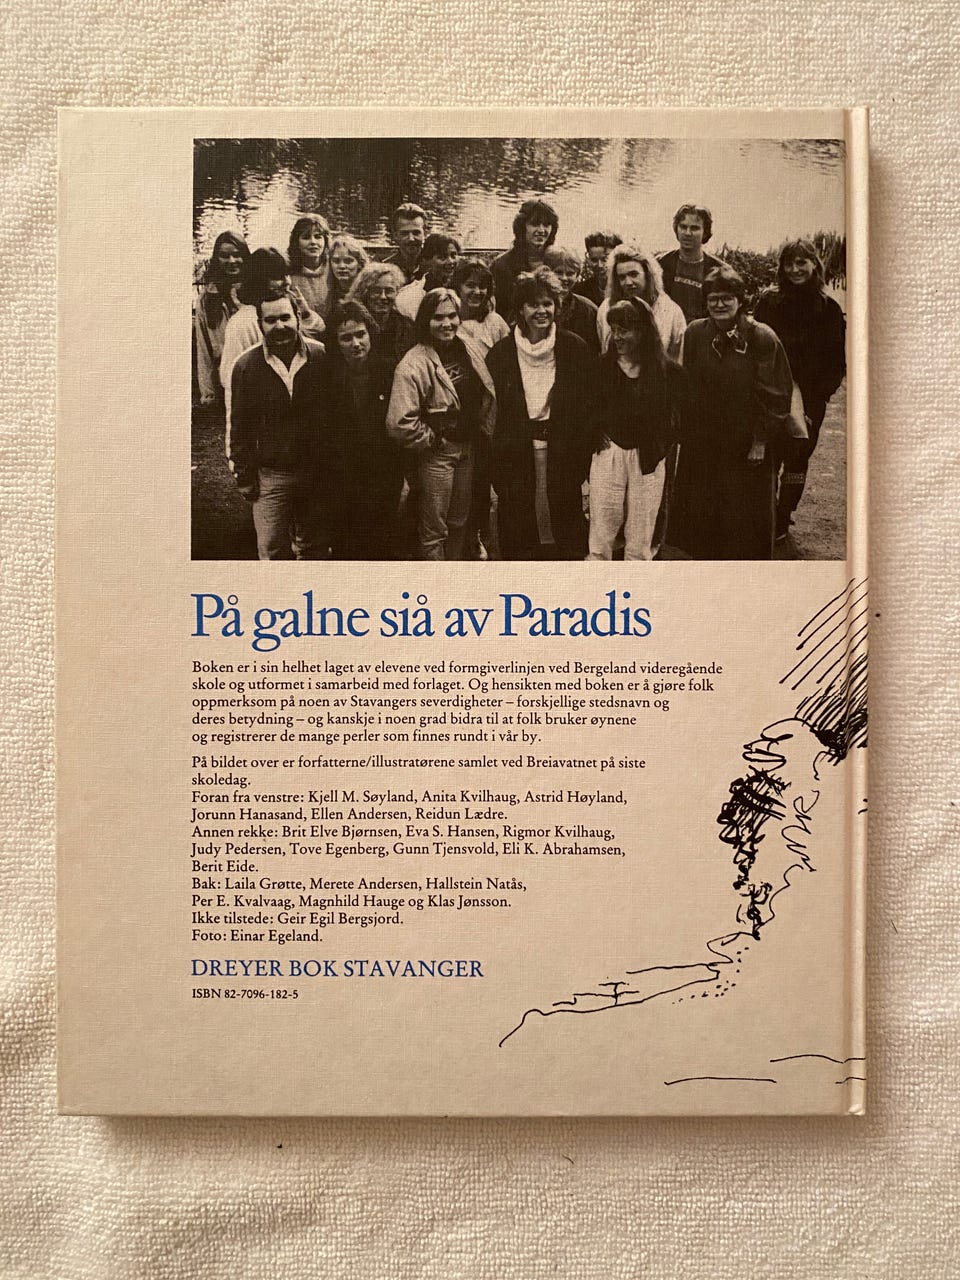 På galne siå av Paradis
Boken er i sin helhet laget av elevene ved formgiverlinjen ved Bergeland videregående
skole og utformet i samarbeid med forlaget. Og hensikten med boken er å gjøre folk
oppmerksom på noen av Stavangers severdigheter – forskjellige stedsnavn og
deres betydning – og kanskje i noen grad bidra til at folk bruker øynene
og registrerer de mange perler som finnes rundt i vår by.
På bildet over er forfatterne/illustratørene samlet ved Breiavatnet på siste
skoledag.
Foran fra venstre: Kjell M. Søyland, Anita Kvilhaug, Astrid Høyland,
Jorunn Hanasand, Ellen Andersen, Reidun Lædre.
Annen rekke: Brit Elve Bjørnsen, Eva S. Hansen, Rigmor Kvilhaug,
Judy Pedersen, Tove Egenberg, Gunn Tjensvold, Eli K. Abrahamsen,
Berit Eide.
Bak: Laila Grøtte, Merete Andersen, Hallstein Natås,
Per E. Kvalvaag, Magnhild Hauge og Klas Jønsson.
Ikke tilstede: Geir Egil Bergsjord.
Foto: Einar Egeland.
DREYER BOK STAVANGER
ISBN 82-7096-182-5